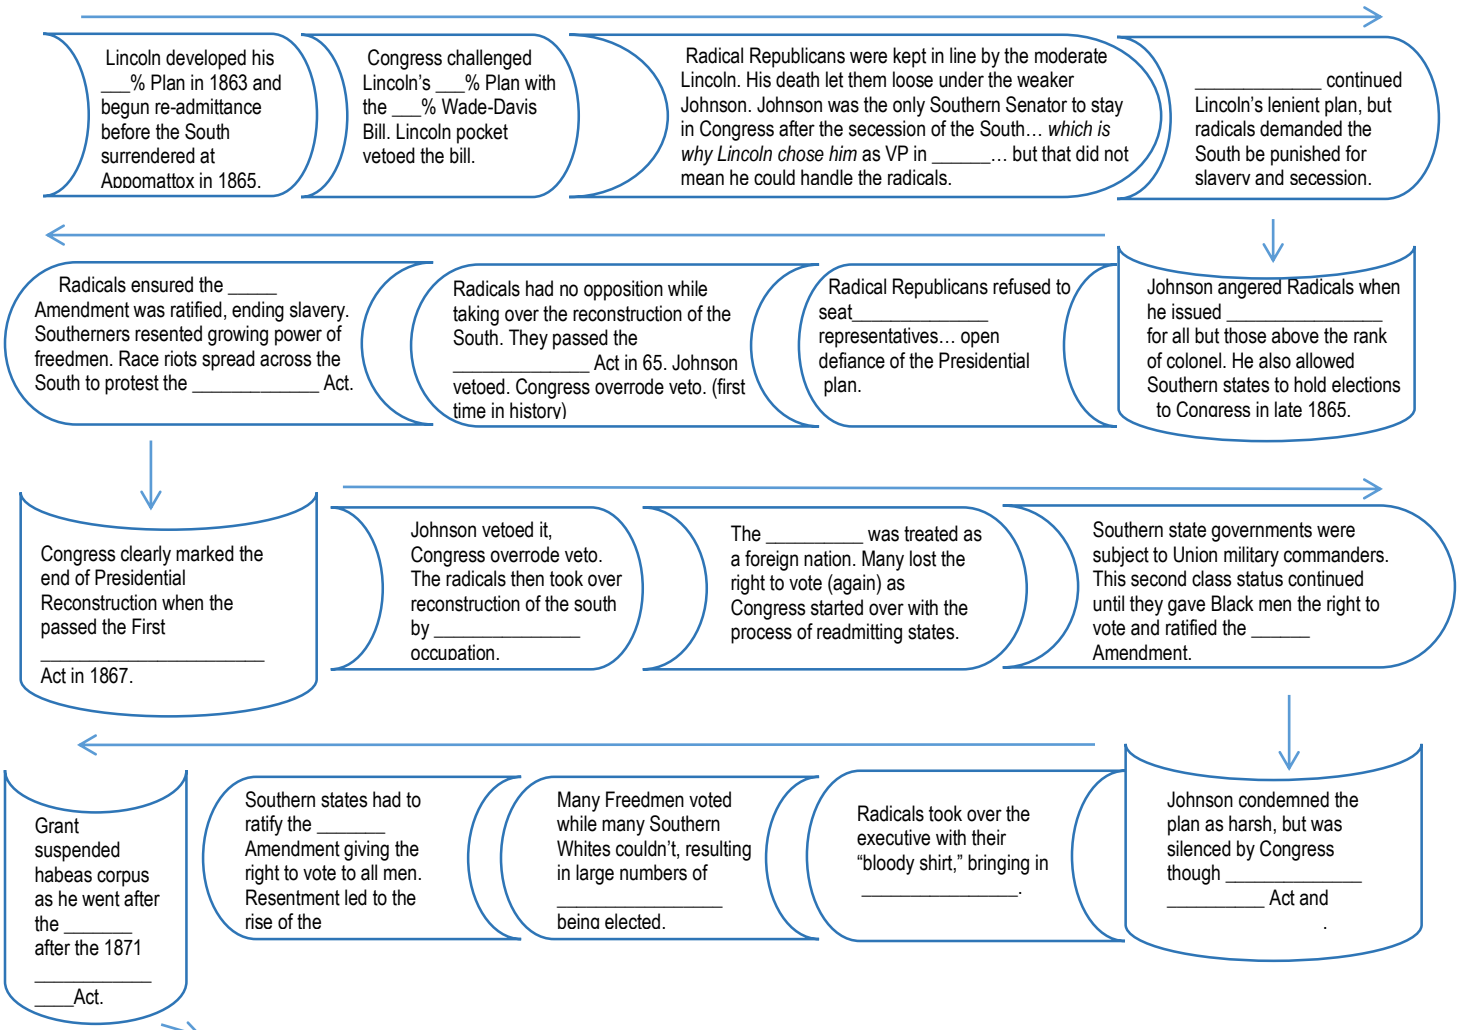 Lincoln developed his
___% Plan in 1863 and
begun re-admittance
before the South
surrendered at
Appomattox in 1865.
Congress challenged
Lincoln's ___% Plan with
the ___% Wade-Davis
Bill. Lincoln pocket
vetoed the bill.
Radical Republicans were kept in line by the moderate
Lincoln. His death let them loose under the weaker
Johnson. Johnson was the only Southern Senator to stay
in Congress after the secession of the South… which is
why Lincoln chose him as VP in ______… but that did not
mean he could handle the radicals.
_____________ continued
Lincoln's lenient plan, but
radicals demanded the
South be punished for
slavery and secession.
Johnson angered Radicals when
he issued ________________
for all but those above the rank
of colonel. He also allowed
Southern states to hold elections
to Congress in late 1865.
Radical Republicans refused to
seat______________
representatives… open
defiance of the Presidential
plan.
Radicals had no opposition while
taking over the reconstruction of the
South. They passed the
______________ Act in 65. Johnson
vetoed. Congress overrode veto. (first
time in history)
Radicals ensured the _____
Amendment was ratified, ending slavery.
Southerners resented growing power of
freedmen. Race riots spread across the
South to protest the _____________ Act.
Congress clearly marked the
end of Presidential
Reconstruction when the
passed the First
_______________________
Act in 1867.
Johnson vetoed it,
Congress overrode veto.
The radicals then took over
reconstruction of the south
by _______________
occupation.
The __________ was treated as
a foreign nation. Many lost the
right to vote (again) as
Congress started over with the
process of readmitting states.
Southern state governments were
subject to Union military commanders.
This second class status continued
until they gave Black men the right to
vote and ratified the ______
Amendment.
Johnson condemned the
plan as harsh, but was
silenced by Congress
though ______________
__________ Act and
.
Radicals took over the
executive with their
"bloody shirt," bringing in
________________.
Many Freedmen voted
while many Southern
Whites couldn't, resulting
in large numbers of
_________________
being elected.
Southern states had to
ratify the _______
Amendment giving the
right to vote to all men.
Resentment led to the
rise of the
Grant
suspended
habeas corpus
as he went after
the _______
after the 1871
____________
____Act.